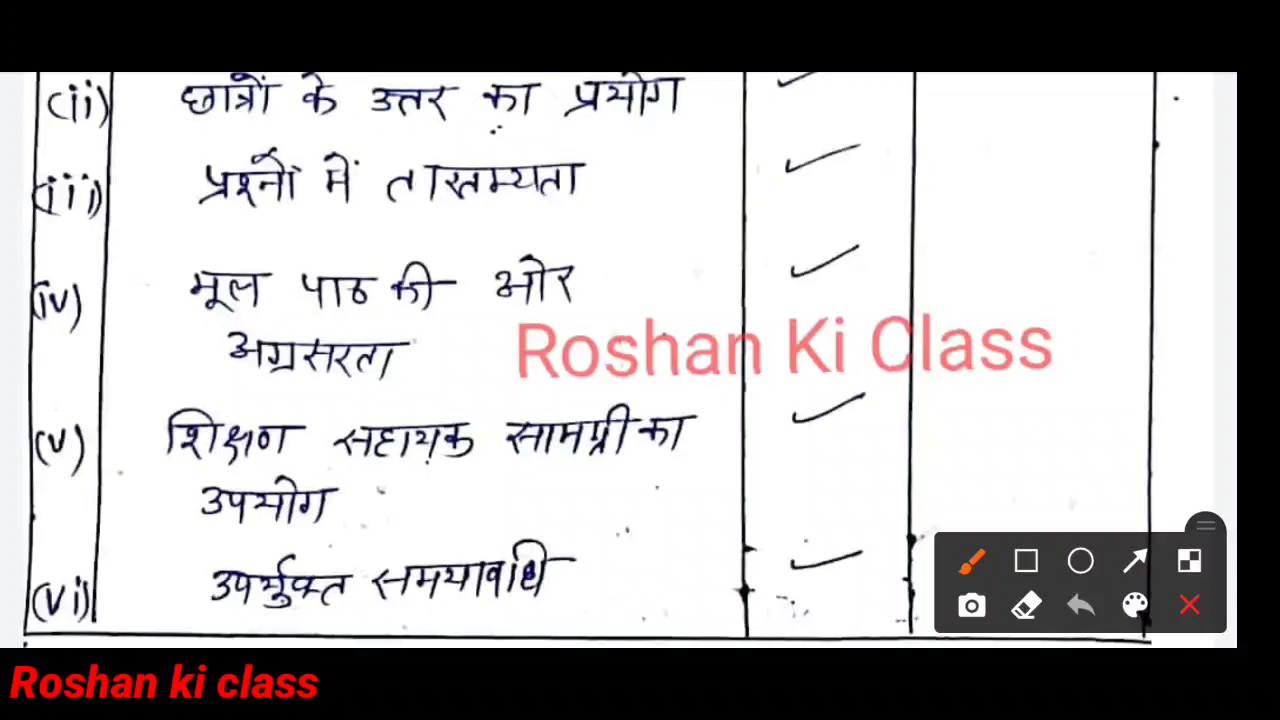 (ii) छात्रों के उत्तर का प्रयोग
(iii) प्रश्नों में तारतम्यता
(iv) मूल पाठ की ओर
अग्रसरता
Roshan Ki Class
(v) शिक्षण सहायक सामग्री का
उपयोग
(vi) उपर्युक्त समयावधि
Roshan ki class